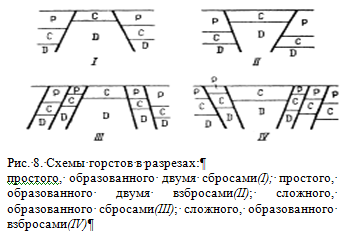 P C P P C P
C D C D P
D D C
D
I II
P P C P P P C P
C D C C D C
D D D D
III IV
Рис. 8. Схемы горстов в разрезах:
простого, образованного двумя сбросами(I); простого,
образованного двумя взбросами(II); сложного,
образованного сбросами(III); сложного, образованного
взбросами(IV)